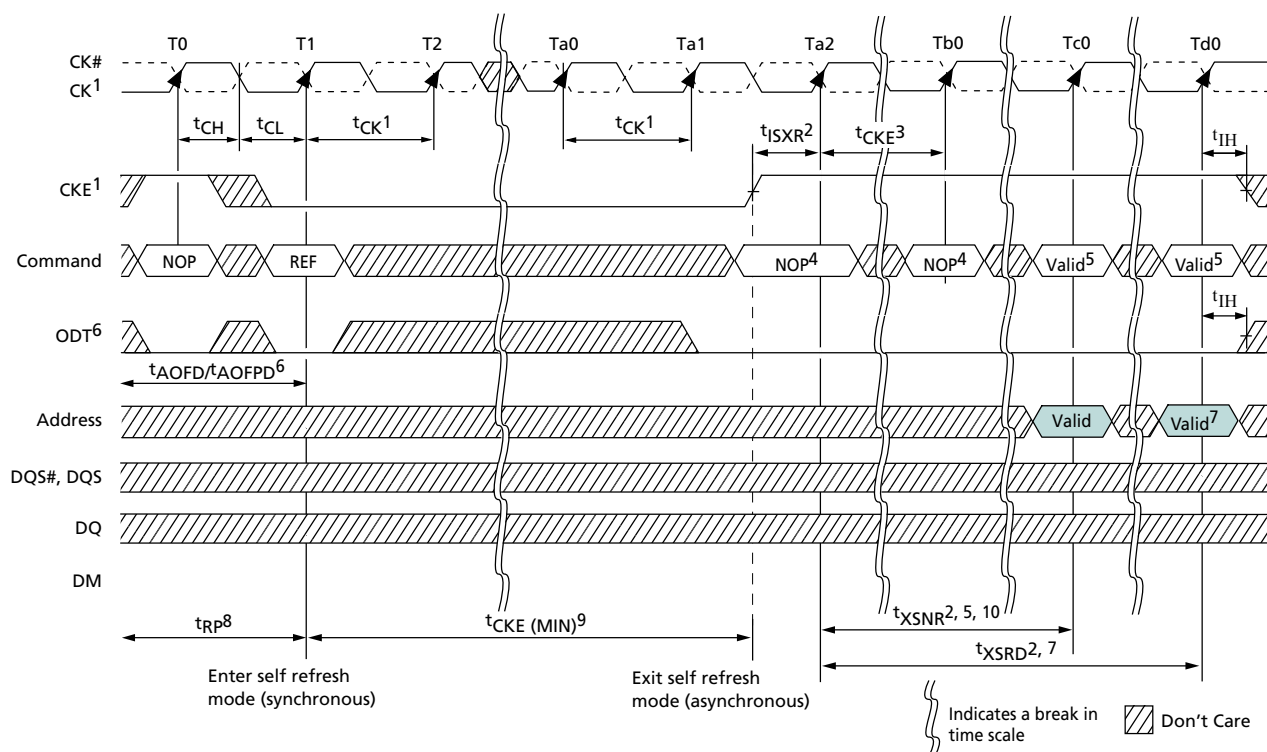 T0 T1 T2 Ta0 Ta1 Ta2 Tb0 Tc0 Td0
CK#
CK1
tCH tCL tCK1 tCK1 tISXR2 tCKE3 tIH
CKE1
Command NOP REF NOP4 NOP4 Valid5 Valid5
tIH
ODT6
tAOFD/tAOFPD6
Address Valid Valid7
DQS#, DQS
DQ
DM
tRP8 tCKE (MIN)9 tXSNR2, 5, 10
tXSRD2, 7
Enter self refresh
mode (synchronous)
Exit self refresh
mode (asynchronous)
Indicates a break in
time scale
Don't Care